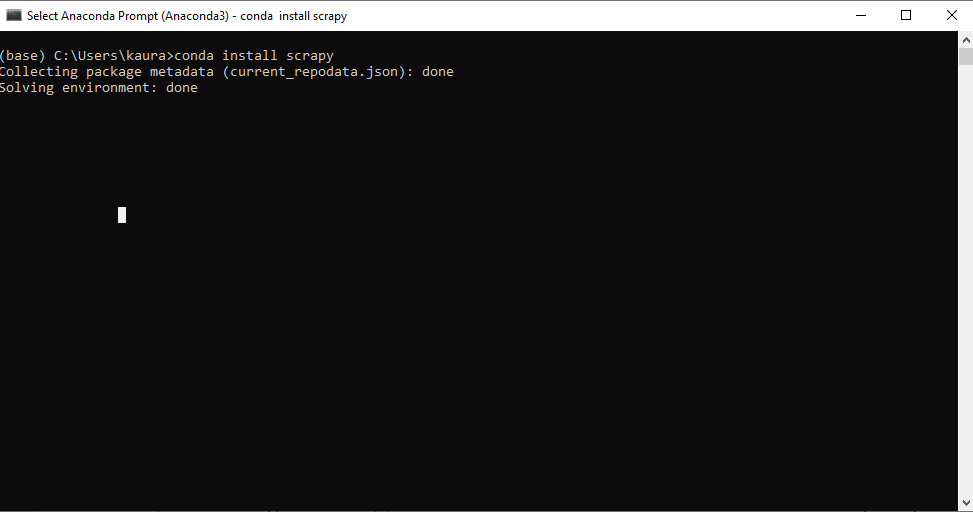 Select Anaconda Prompt (Anaconda3) - conda  install scrapy
(base) C:\Users\kaura>conda install scrapy
Collecting package metadata (current_repodata.json): done
Solving environment: done